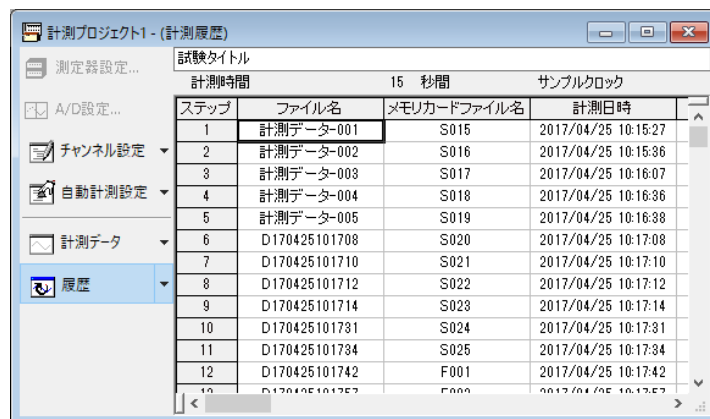 計測プロジェクト1 - (計測履歴)
測定器設定...
A/D設定...
チャンネル設定
自動計測設定
計測データ
履歴
試験タイトル
計測時間 15 秒間 サンプルクロック
ステップ ファイル名 メモリカードファイル名 計測日時
1 計測データ-001 S015 2017/04/25 10:15:27
2 計測データ-002 S016 2017/04/25 10:15:36
3 計測データ-003 S017 2017/04/25 10:16:07
4 計測データ-004 S018 2017/04/25 10:16:36
5 計測データ-005 S019 2017/04/25 10:16:38
6 D170425101708 S020 2017/04/25 10:17:08
7 D170425101710 S021 2017/04/25 10:17:10
8 D170425101712 S022 2017/04/25 10:17:12
9 D170425101714 S023 2017/04/25 10:17:14
10 D170425101731 S024 2017/04/25 10:17:31
11 D170425101734 S025 2017/04/25 10:17:34
12 D170425101742 F001 2017/04/25 10:17:42